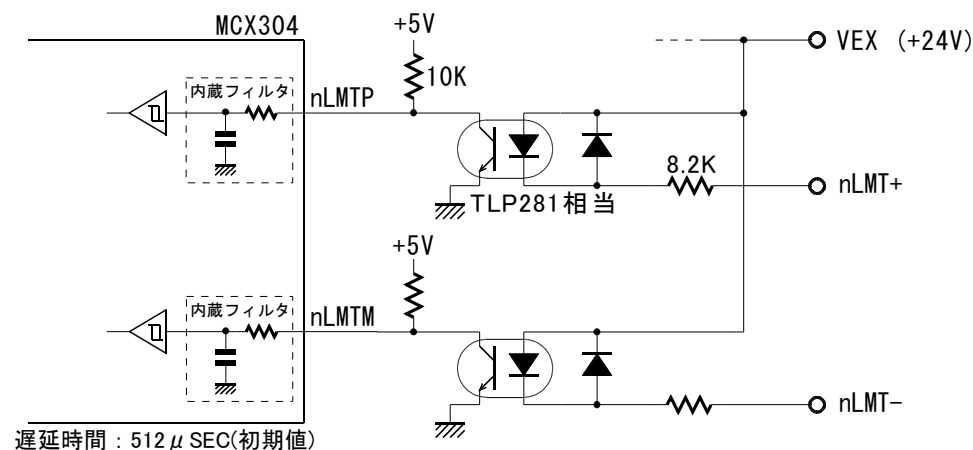 MCX304
+5V
VEX (+24V)
内蔵フィルタ
nLMTP
10K
8.2K
nLMT+
TLP281相当
+5V
内蔵フィルタ
nLMTM
nLMT−
遅延時間：512μSEC(初期値)